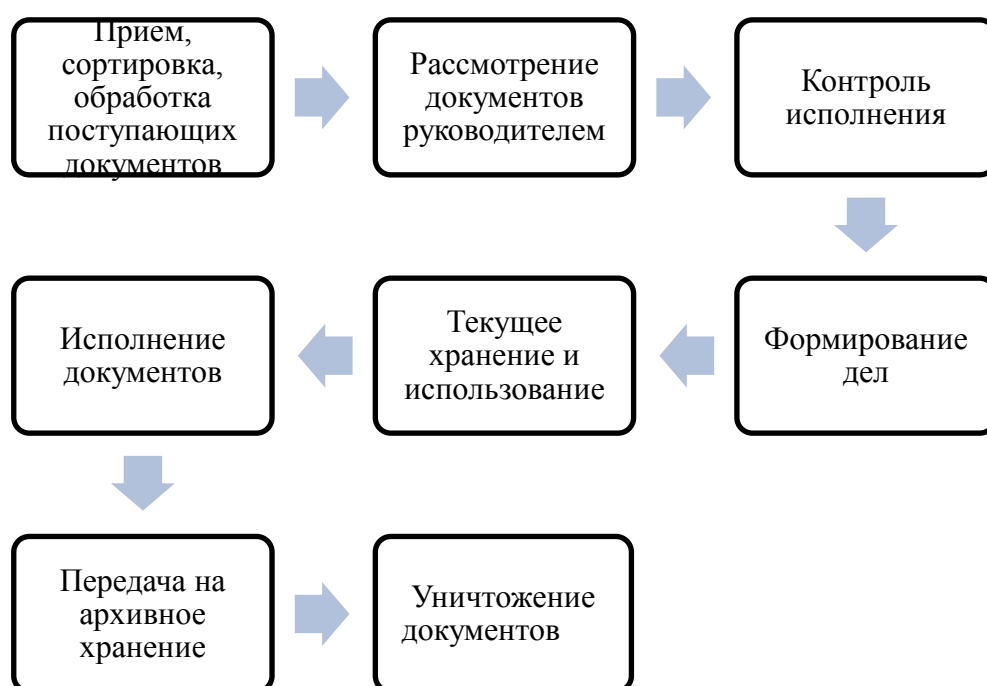 Прием,
сортировка,
обработка
поступающих
документов
Рассмотрение
документов
руководителем
Контроль
исполнения
Формирование
дел
Текущее
хранение и
использование
Исполнение
документов
Передача на
архивное
хранение
Уничтожение
документов